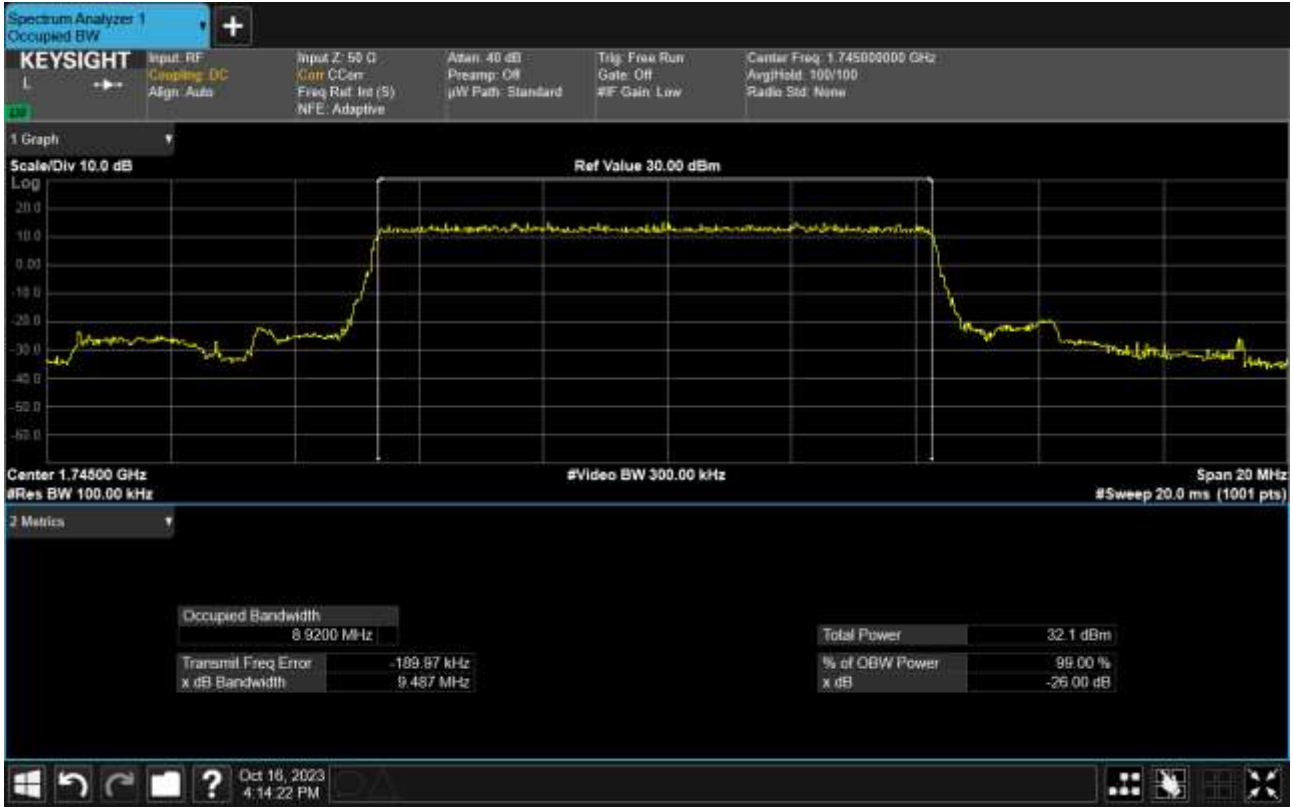 Spectrum Analyzer 1
Occupied BW
+
KEYSIGHT
L
Input: RF
Coupling: DC
Align: Auto
Input Z: 50 Ω
Corr CCorr
Freq Ref: Int (S)
NFE: Adaptive
Atten: 40 dB
Preamp: Off
µW Path: Standard
Trig: Free Run
Gate: Off
#IF Gain: Low
Center Freq: 1.745000000 GHz
Avg|Hold: 100/100
Radio Std: None
1 Graph
Scale/Div 10.0 dB
Ref Value 30.00 dBm
Log
20.0
10.0
0.00
-10.0
-20.0
-30.0
-40.0
-50.0
-60.0
Center 1.74500 GHz
#Video BW 300.00 kHz
Span 20 MHz
#Res BW 100.00 kHz
#Sweep 20.0 ms (1001 pts)
2 Metrics
Occupied Bandwidth
8.9200 MHz
Total Power 32.1 dBm
Transmit Freq Error -189.97 kHz
% of OBW Power 99.00 %
x dB Bandwidth 9.487 MHz
x dB -26.00 dB
?
Oct 16, 2023
4:14:22 PM